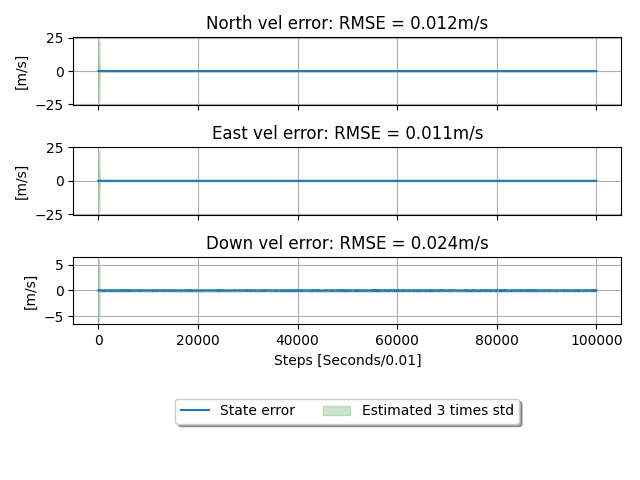 North vel error: RMSE = 0.012m/s
25
0
−25
[m/s]
East vel error: RMSE = 0.011m/s
25
0
−25
[m/s]
Down vel error: RMSE = 0.024m/s
5
0
−5
[m/s]
0 20000 40000 60000 80000 100000
Steps [Seconds/0.01]
State error
Estimated 3 times std